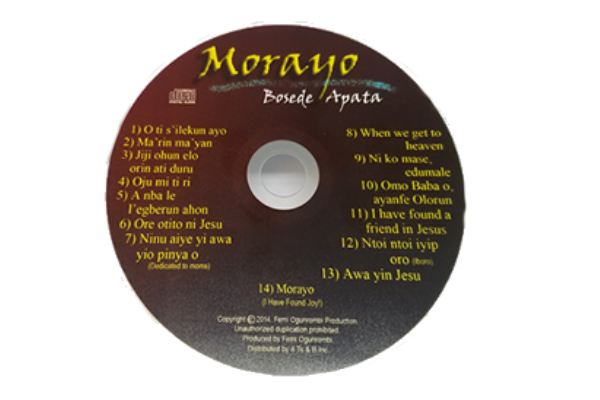 Morayo
Bosede Apata
COMPACT
disc
DIGITAL AUDIO
1) O ti s'ilekun ayo
2) Ma'rin ma'yan
3) Jiji ohun elo
orin ati duru
4) Oju mi ti ri
5) A nba le
l'egberun ahon
6) Ore otito ni Jesu
7) Ninu aiye yi awa
yio pinya o
(Dedicated to moms)
8) When we get to
heaven
9) Ni ko mase,
edumale
10) Omo Baba o,
ayanfe Olorun
11) I have found a
friend in Jesus
12) Ntoi ntoi iyip
oro (Ibioro)
13) Awa yin Jesu
14) Morayo
(I Have Found Joy!)
Copyright © 2014. Femi Ogunrombi Production.
Unauthorized duplication prohibited.
Produced by Femi Ogunrombi.
Distributed by 4 Ts & B Inc.